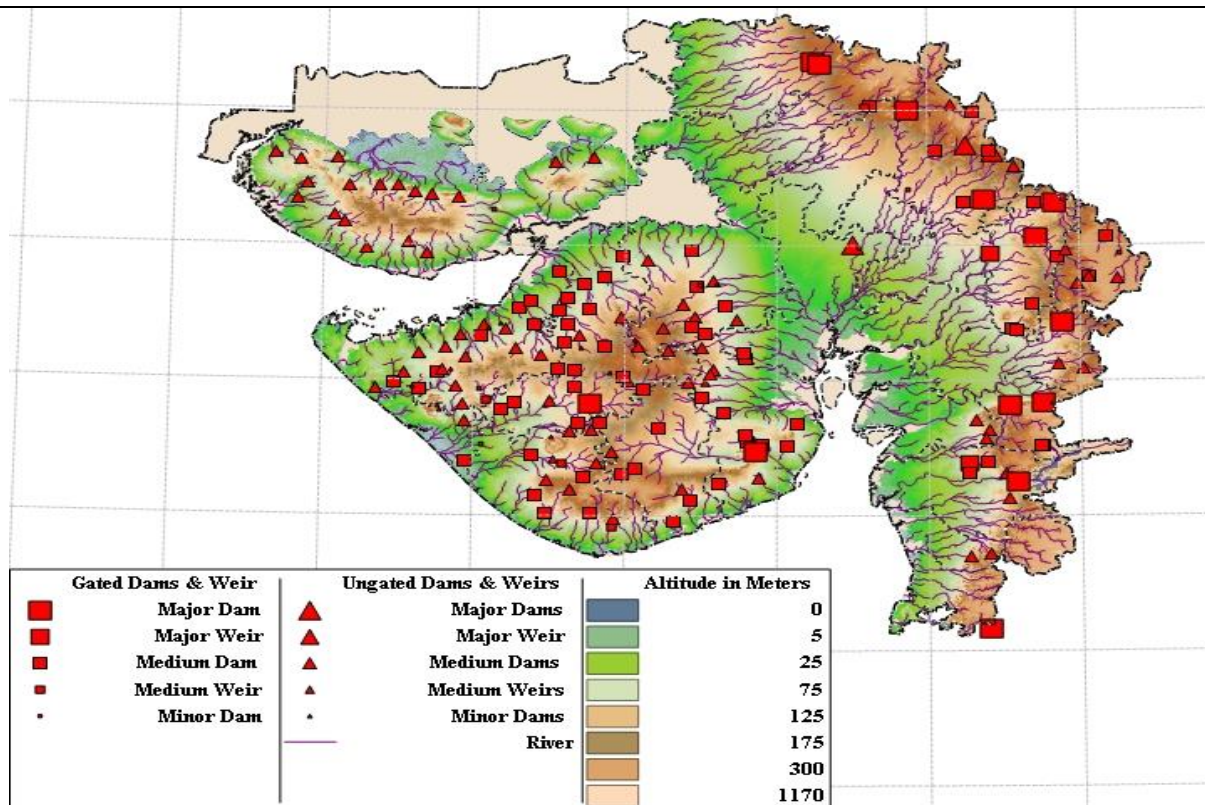 Gated Dams & Weir
Major Dam
Major Weir
Medium Dam
Medium Weir
Minor Dam
Ungated Dams & Weirs
Major Dams
Major Weir
Medium Dams
Medium Weirs
Minor Dams
River
Altitude in Meters
0
5
25
75
125
175
300
1170